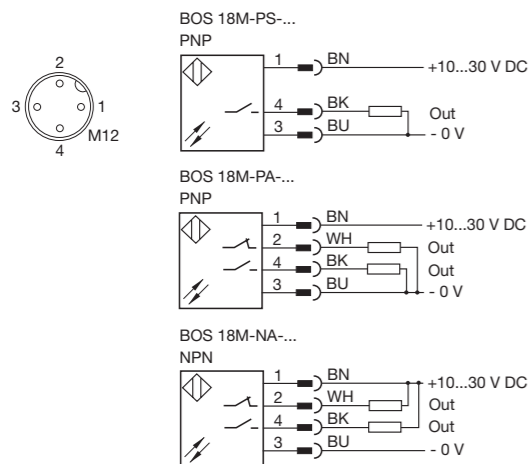 2
3
1
4
M12
BOS 18M-PS-...
PNP
1
BN
+10...30 V DC
4
BK
Out
3
BU
- 0 V
BOS 18M-PA-...
PNP
1
BN
+10...30 V DC
2
WH
Out
4
BK
Out
3
BU
- 0 V
BOS 18M-NA-...
NPN
1
BN
+10...30 V DC
2
WH
Out
4
BK
Out
3
BU
- 0 V